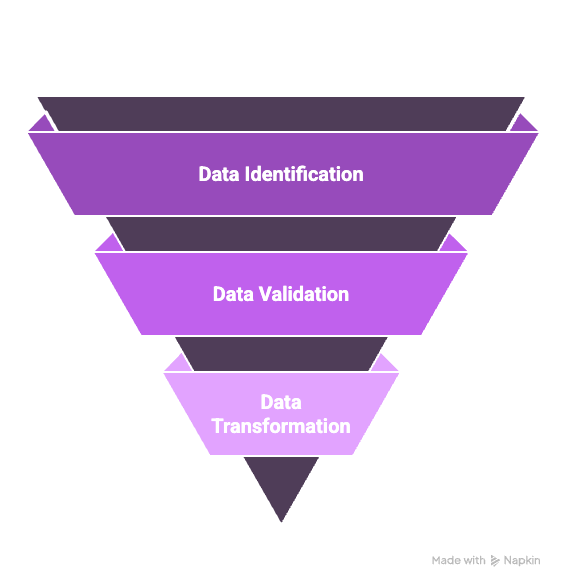 Data Identification
Data Validation
Data
Transformation
Made with Napkin